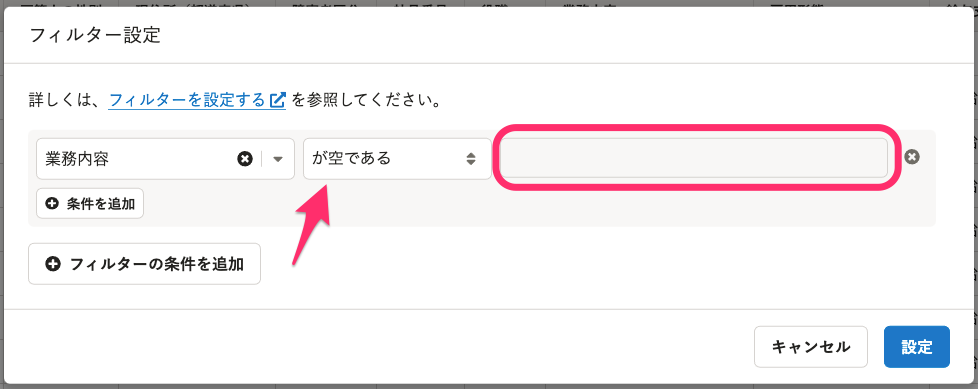 フィルター設定
詳しくは、フィルターを設定する を参照してください。
業務内容 が空である
条件を追加
フィルターの条件を追加
キャンセル 設定